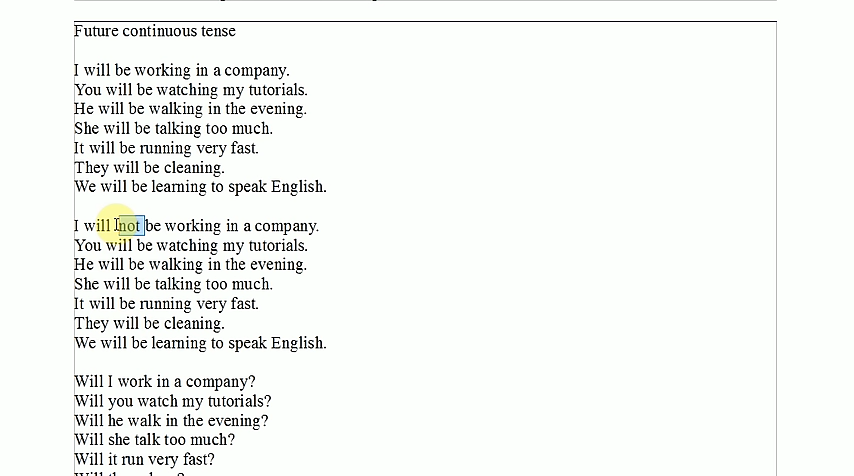 Future continuous tense
I will be working in a company.
You will be watching my tutorials.
He will be walking in the evening.
She will be talking too much.
It will be running very fast.
They will be cleaning.
We will be learning to speak English.
I will not be working in a company.
You will be watching my tutorials.
He will be walking in the evening.
She will be talking too much.
It will be running very fast.
They will be cleaning.
We will be learning to speak English.
Will I work in a company?
Will you watch my tutorials?
Will he walk in the evening?
Will she talk too much?
Will it run very fast?